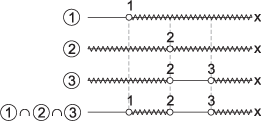 ① 1 x
② 2 x
③ 2 3 x
①∩②∩③ 1 2 3 x